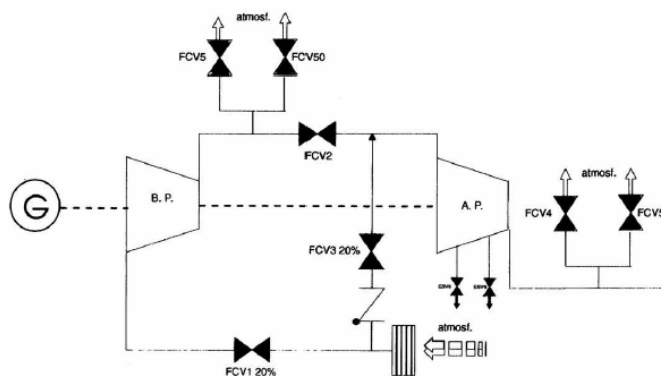 atmosf.
FCV5
FCV50
FCV2
B. P.
A. P.
atmosf.
FCV4
G
FCV3 20%
atmosf.
FCV1 20%